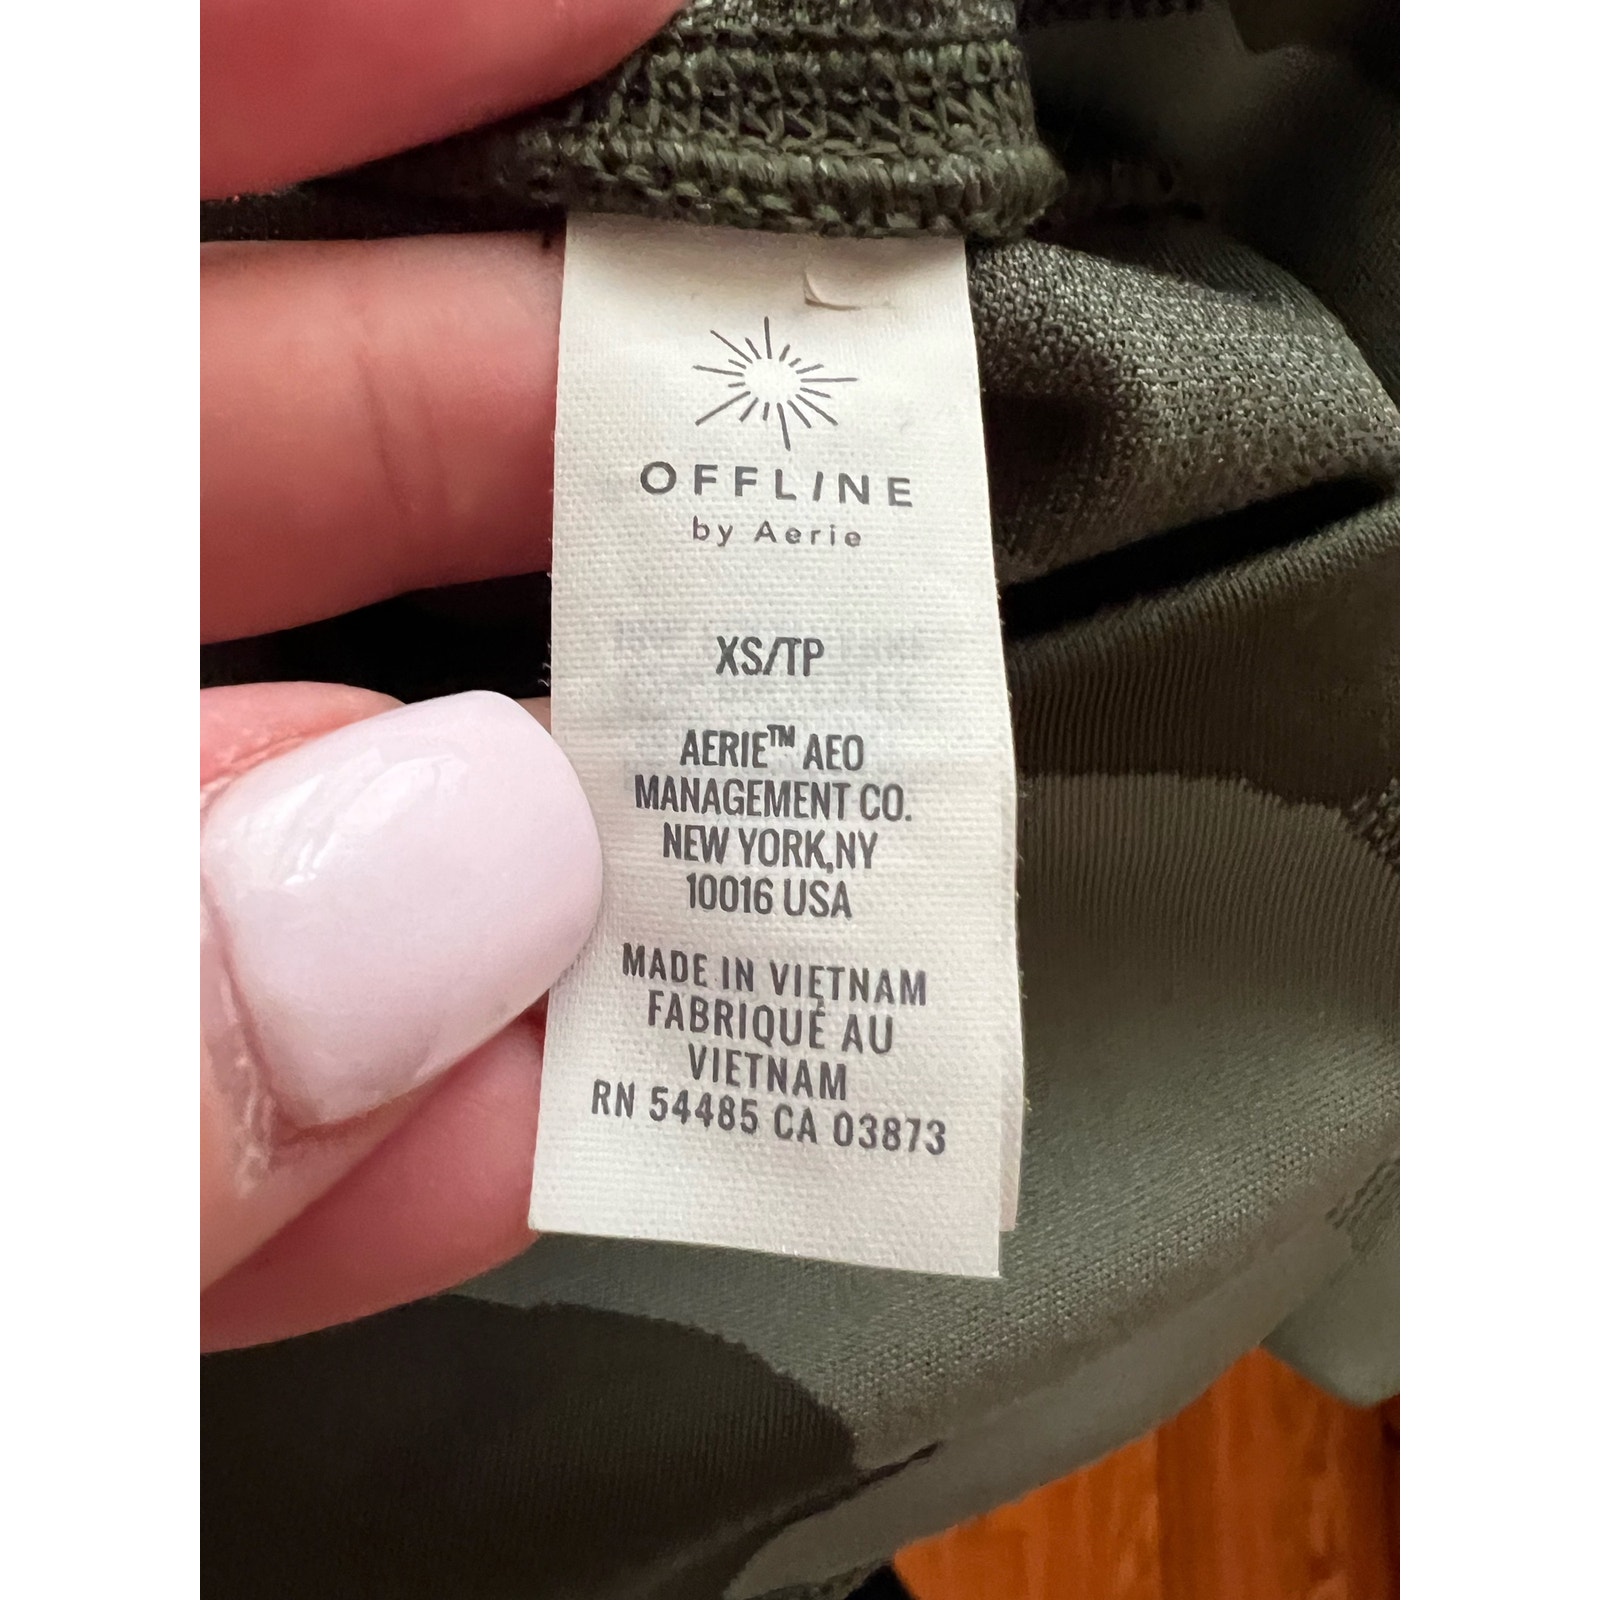 OFFLINE
by Aerie
XS/TP
AERIE™ AEO
MANAGEMENT CO.
NEW YORK,NY
10016 USA
MADE IN VIETNAM
FABRIQUÉ AU
VIETNAM
RN 54485 CA 03873